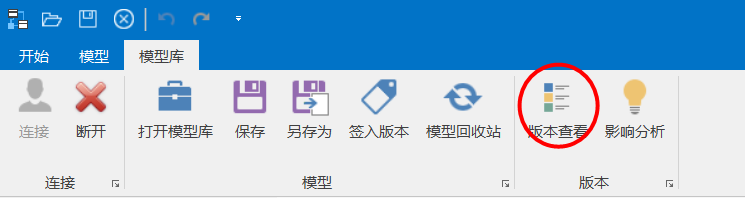 开始 模型 模型库
连接 断开 打开模型库 保存 另存为 签入版本 模型回收站 版本查看 影响分析
连接 模型 版本